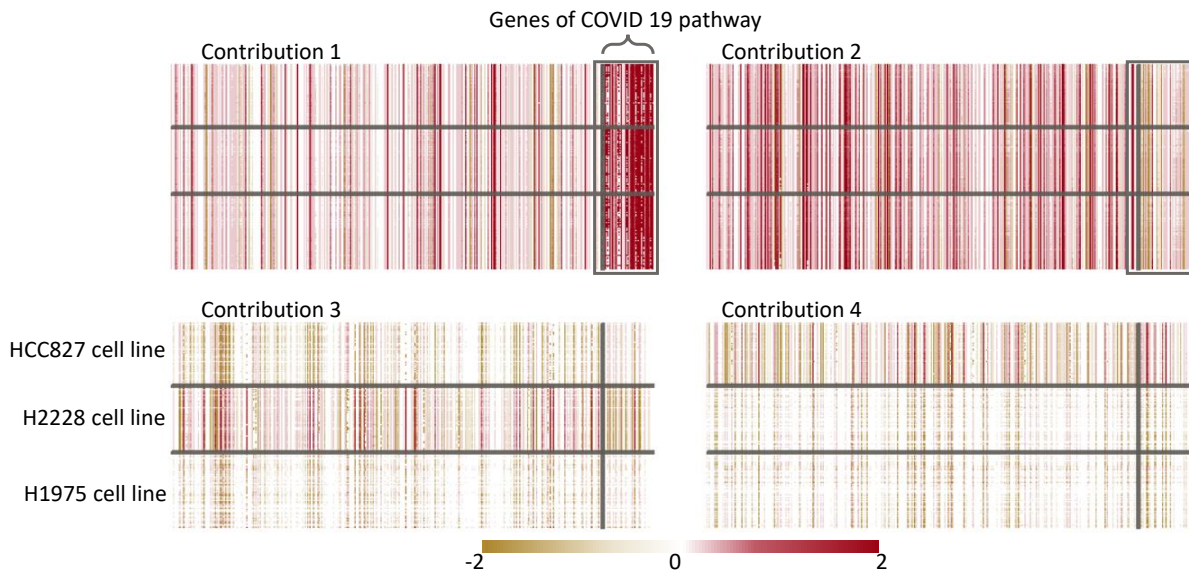 Genes of COVID 19 pathway
Contribution 1
Contribution 2
Contribution 3
Contribution 4
HCC827 cell line
H2228 cell line
H1975 cell line
-2
0
2